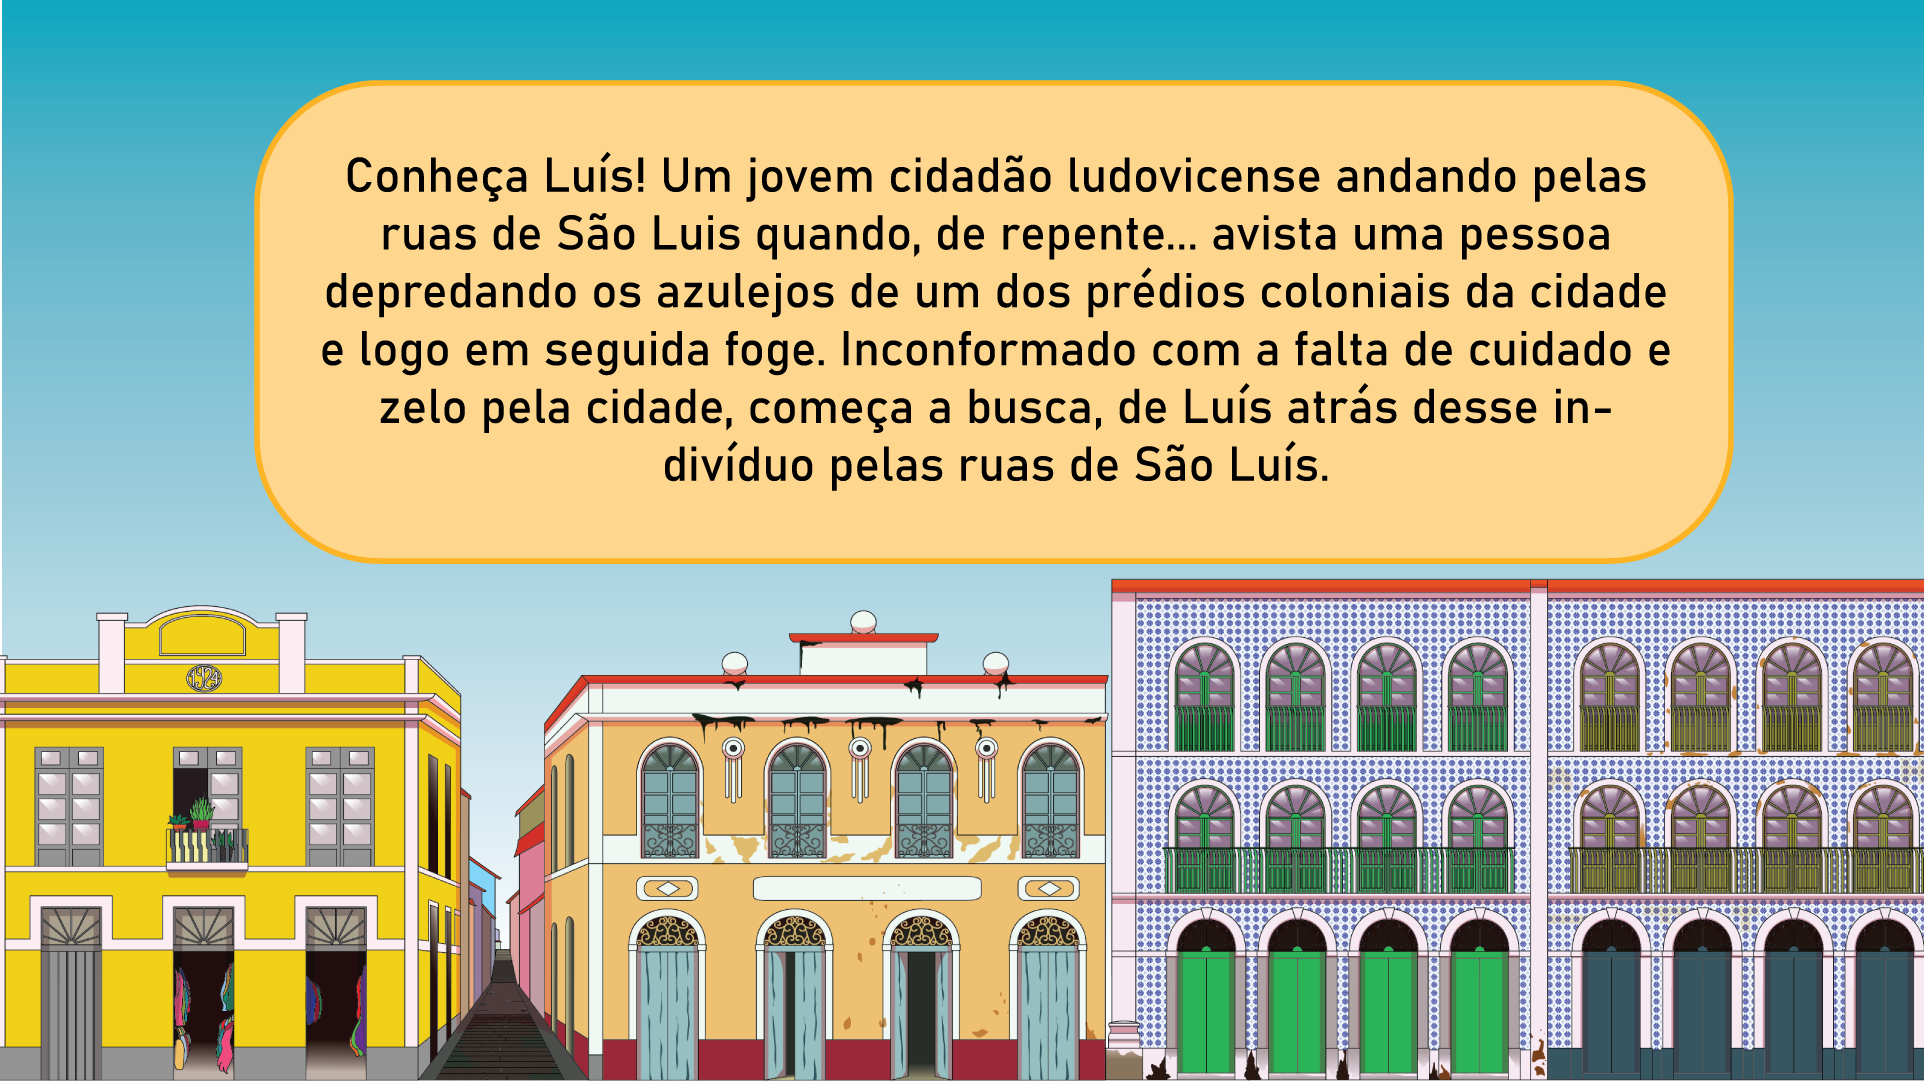 Conheça Luís! Um jovem cidadão ludovicense andando pelas
ruas de São Luis quando, de repente... avista uma pessoa
depredando os azulejos de um dos prédios coloniais da cidade
e logo em seguida foge. Inconformado com a falta de cuidado e
zelo pela cidade, começa a busca, de Luís atrás desse in-
divíduo pelas ruas de São Luís.
1924